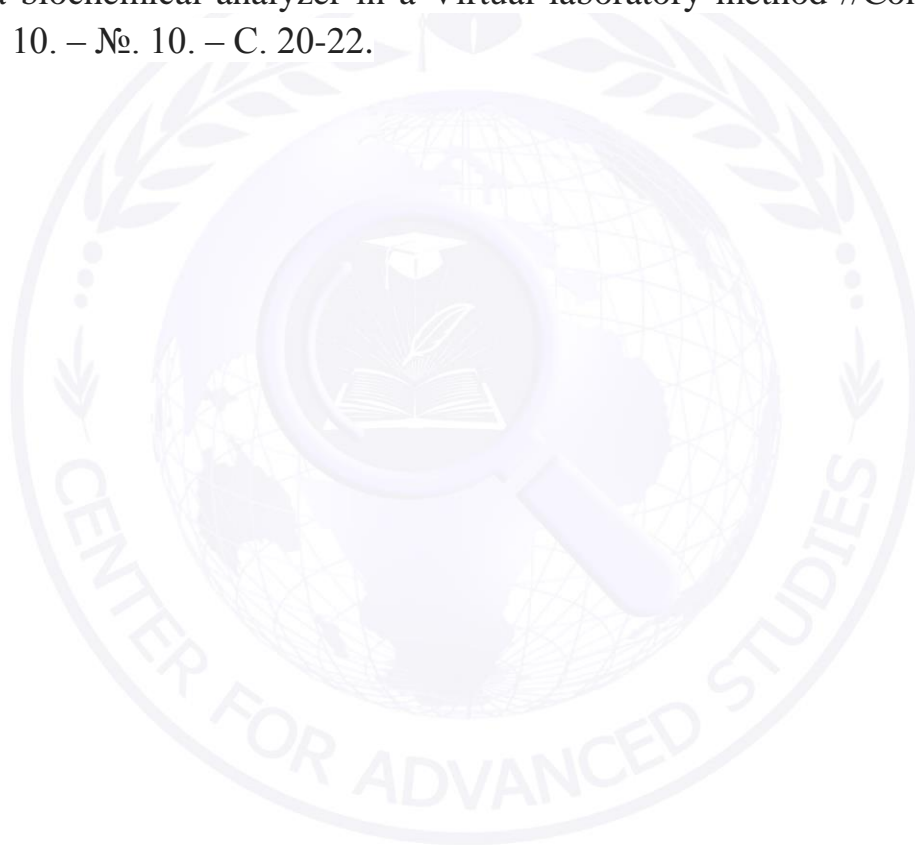 a biochemical analyzer in a Virtual laboratory method //
10. – №. 10. – С. 20-22.
CENTER FOR ADVANCED STUDIES